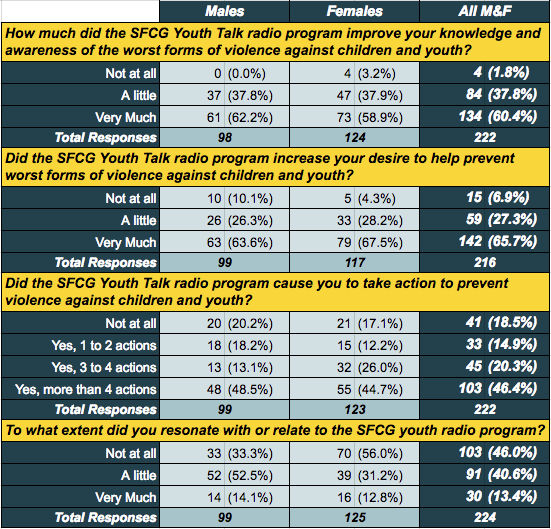 Males Females All M&F
How much did the SFCG Youth Talk radio program improve your knowledge and
awareness of the worst forms of violence against children and youth?
Not at all 0 (0.0%) 4 (3.2%) 4 (1.8%)
A little 37 (37.8%) 47 (37.9%) 84 (37.8%)
Very Much 61 (62.2%) 73 (58.9%) 134 (60.4%)
Total Responses 98 124 222
Did the SFCG Youth Talk radio program increase your desire to help prevent
worst forms of violence against children and youth?
Not at all 10 (10.1%) 5 (4.3%) 15 (6.9%)
A little 26 (26.3%) 33 (28.2%) 59 (27.3%)
Very Much 63 (63.6%) 79 (67.5%) 142 (65.7%)
Total Responses 99 117 216
Did the SFCG Youth Talk radio program cause you to take action to prevent
violence against children and youth?
Not at all 20 (20.2%) 21 (17.1%) 41 (18.5%)
Yes, 1 to 2 actions 18 (18.2%) 15 (12.2%) 33 (14.9%)
Yes, 3 to 4 actions 13 (13.1%) 32 (26.0%) 45 (20.3%)
Yes, more than 4 actions 48 (48.5%) 55 (44.7%) 103 (46.4%)
Total Responses 99 123 222
To what extent did you resonate with or relate to the SFCG youth radio program?
Not at all 33 (33.3%) 70 (56.0%) 103 (46.0%)
A little 52 (52.5%) 39 (31.2%) 91 (40.6%)
Very Much 14 (14.1%) 16 (12.8%) 30 (13.4%)
Total Responses 99 125 224